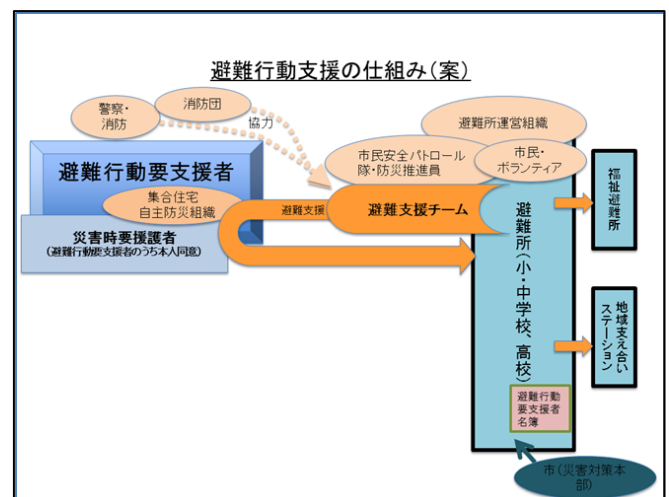 避難行動支援の仕組み(案)
警察・
消防
消防団
協力
避難所運営組織
市民安全パトロール
隊・防災推進員
市民・
ボランティア
避難行動要支援者
集合住宅
自主防災組織
災害時要援護者
(避難行動要支援者のうち本人同意)
避難支援
避難支援チーム
避難所(小・中学校、高校)
福祉避難所
地域支え合い
ステーション
避難行動
要支援者
名簿
市(災害対策本
部)